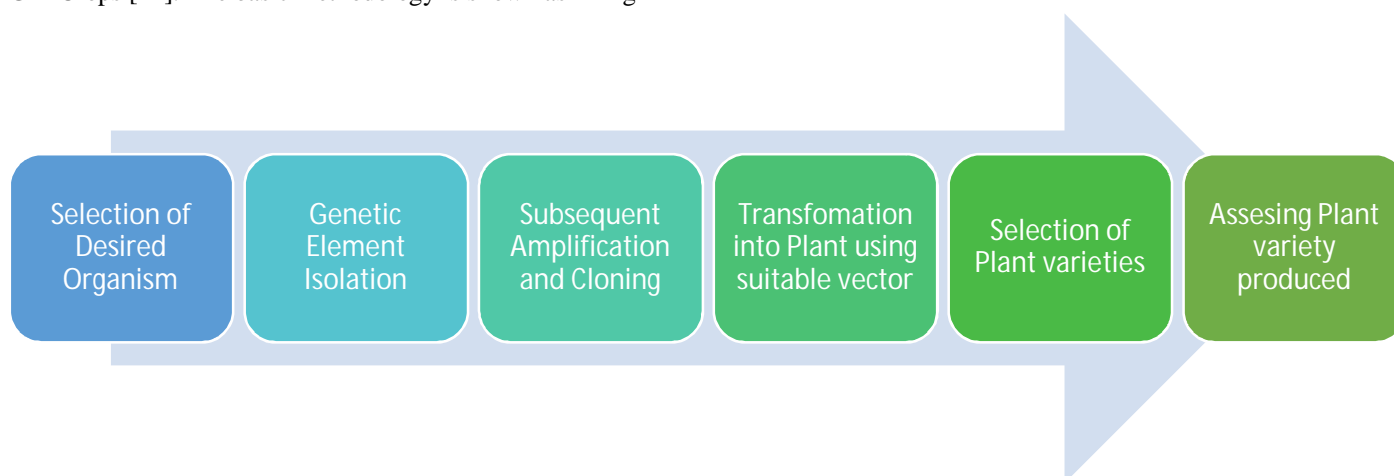 Selection of
Desired
Organism
Genetic
Element
Isolation
Subsequent
Amplification
and Cloning
Transfomation
into Plant using
suitable vector
Selection of
Plant varieties
Assesing Plant
variety
produced